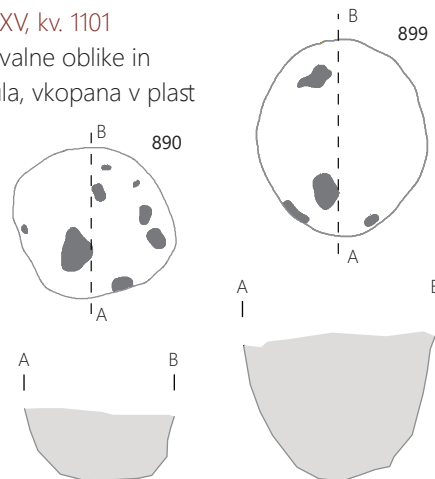 XV, kv. 1101
valne oblike in
la, vkopana v plast
B
899
B
890
A
A
A
A
B